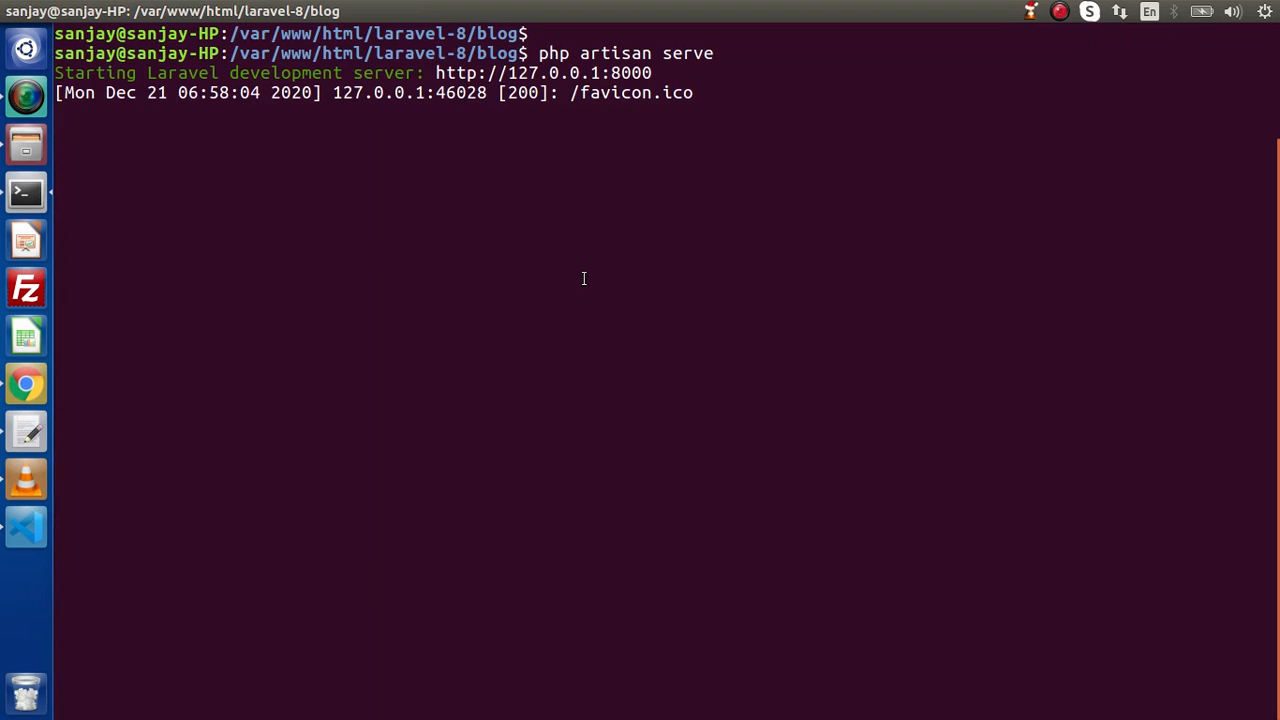 sanjay@sanjay-HP: /var/www/html/laravel-8/blog
S
En
sanjay@sanjay-HP:/var/www/html/laravel-8/blog$
sanjay@sanjay-HP:/var/www/html/laravel-8/blog$ php artisan serve
Starting Laravel development server: http://127.0.0.1:8000
[Mon Dec 21 06:58:04 2020] 127.0.0.1:46028 [200]: /favicon.ico
>_
Fz